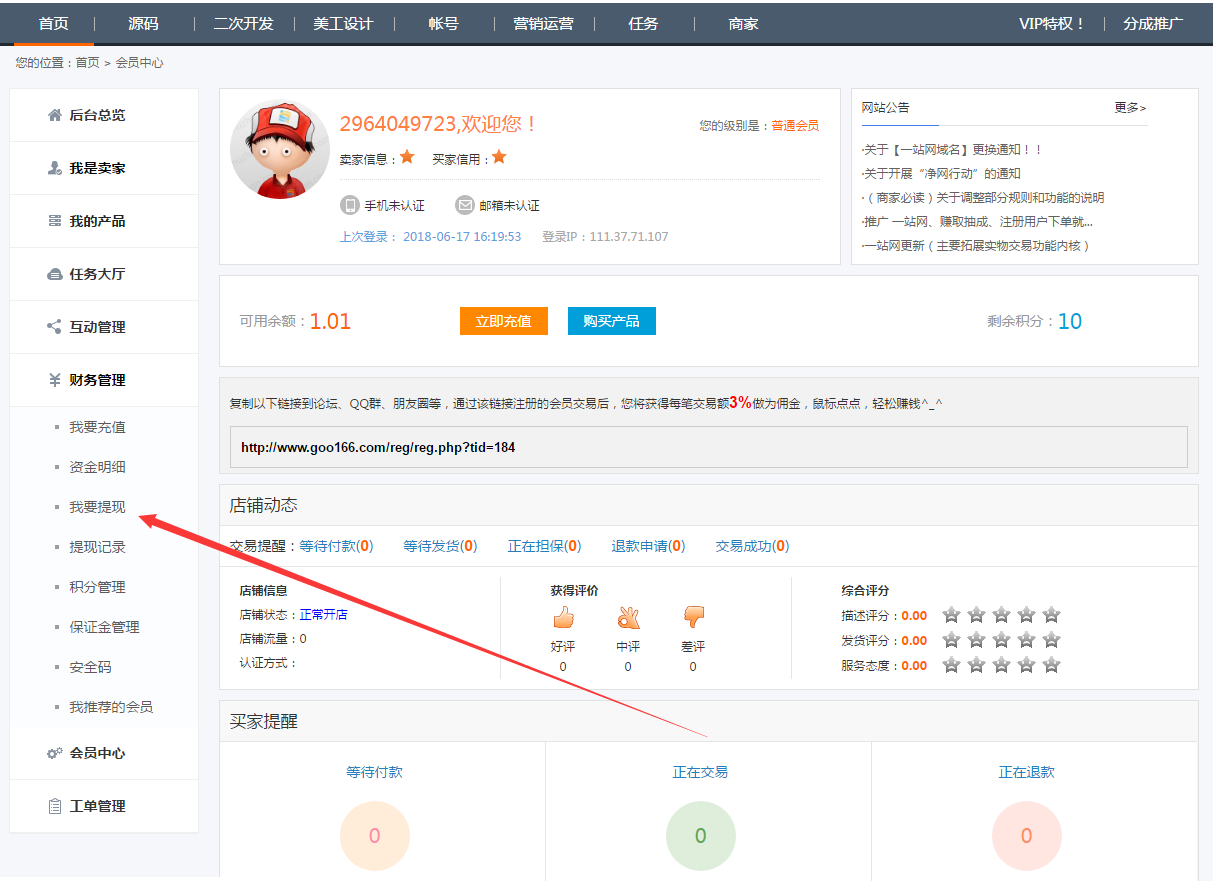 首页 源码 二次开发 美工设计 帐号 营销运营 任务 商家 VIP特权！ 分成推广
您的位置：首页 > 会员中心
后台总览
我是卖家
我的产品
任务大厅
互动管理
财务管理
我要充值
资金明细
我要提现
提现记录
积分管理
保证金管理
安全码
我推荐的会员
会员中心
工单管理
2964049723,欢迎您！
您的级别是：普通会员
卖家信息： 买家信用：
手机未认证 邮箱未认证
上次登录： 2018-06-17 16:19:53 登录IP：111.37.71.107
网站公告 更多>
·关于【一站网域名】更换通知！！
·关于开展“净网行动”的通知
·（商家必读）关于调整部分规则和功能的说明
·推广 一站网、赚取抽成、注册用户下单就...
·一站网更新（主要拓展实物交易功能内核）
可用余额：1.01 立即充值 购买产品 剩余积分：10
复制以下链接到论坛、QQ群、朋友圈等，通过该链接注册的会员交易后，您将获得每笔交易额3%做为佣金，鼠标点点，轻松赚钱^_^
http://www.goo166.com/reg/reg.php?tid=184
店铺动态
交易提醒：等待付款(0) 等待发货(0) 正在担保(0) 退款申请(0) 交易成功(0)
店铺信息
店铺状态：正常开店
店铺流量：0
认证方式：
获得评价
好评 中评 差评
0 0 0
综合评分
描述评分：0.00
发货评分：0.00
服务态度：0.00
买家提醒
等待付款 正在交易 正在退款
0 0 0